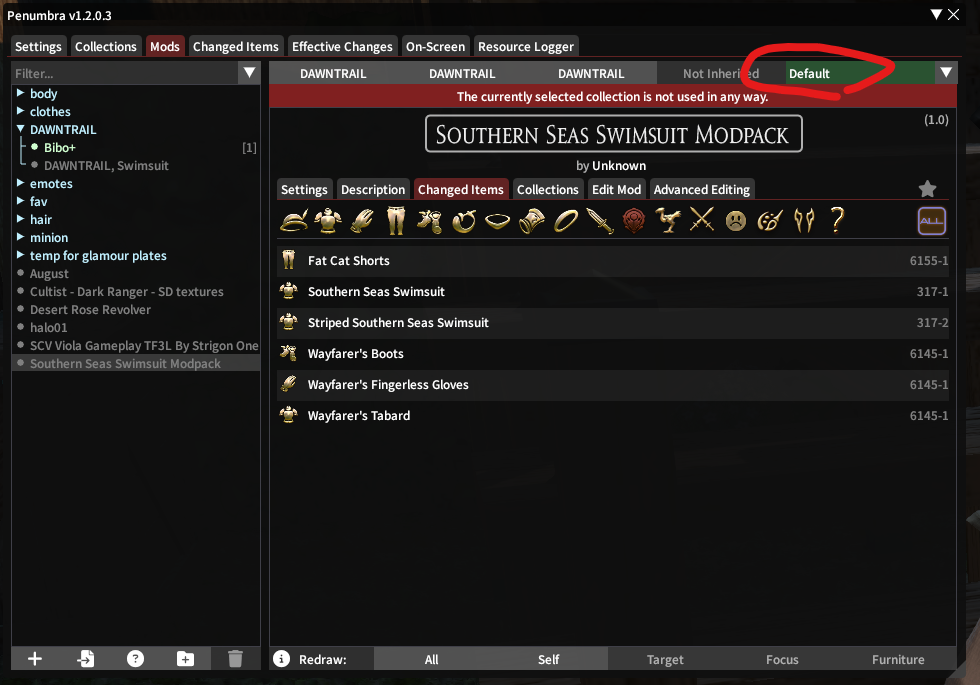 Penumbra v1.2.0.3
Settings Collections Mods Changed Items Effective Changes On-Screen Resource Logger
Filter...
DAWNTRAIL DAWNTRAIL DAWNTRAIL Not Inherited Default
The currently selected collection is not used in any way.
body
clothes
DAWNTRAIL
Bibo+ [1]
DAWNTRAIL, Swimsuit
emotes
fav
hair
minion
temp for glamour plates
August
Cultist - Dark Ranger - SD textures
Desert Rose Revolver
halo01
SCV Viola Gameplay TF3L By Strigon One
Southern Seas Swimsuit Modpack
Southern Seas Swimsuit Modpack
(1.0)
by Unknown
Settings Description Changed Items Collections Edit Mod Advanced Editing
? ALL
Fat Cat Shorts 6155-1
Southern Seas Swimsuit 317-1
Striped Southern Seas Swimsuit 317-2
Wayfarer's Boots 6145-1
Wayfarer's Fingerless Gloves 6145-1
Wayfarer's Tabard 6145-1
Redraw: All Self Target Focus Furniture